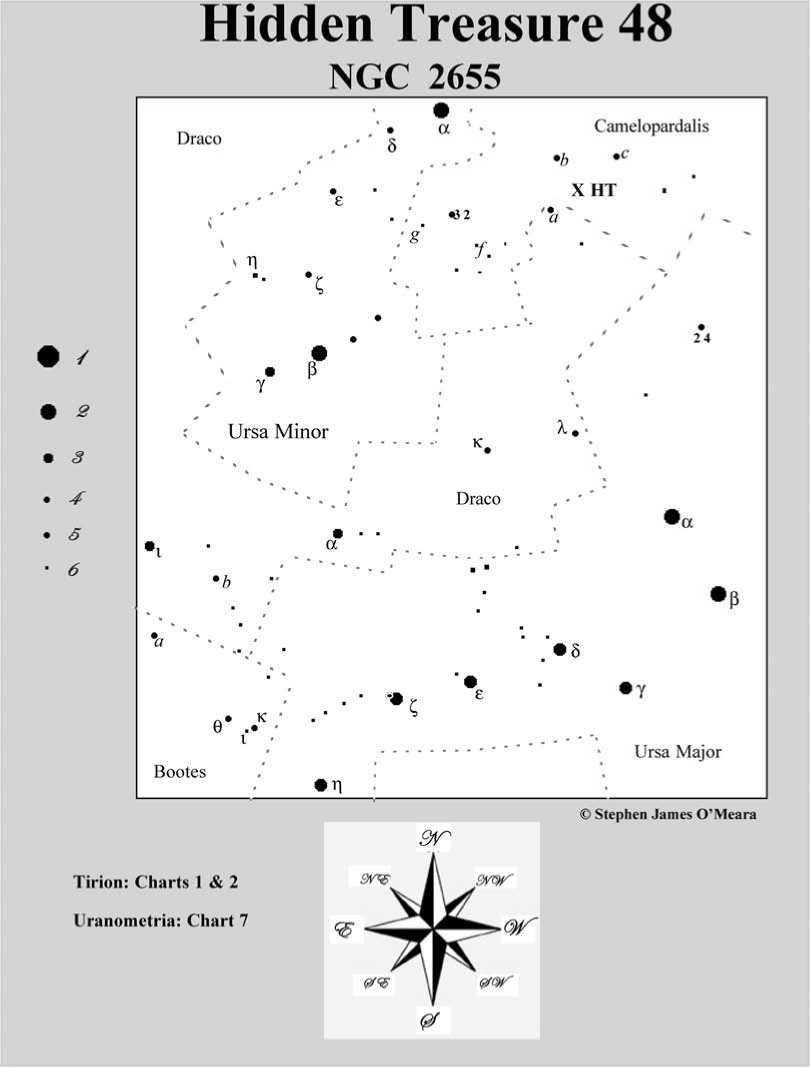 Hidden Treasure 48
NGC 2655
Draco
α
Camelopardalis
δ
b
c
X HT
ε
3 2
a
g
f
η
ζ
2 4
1
β
γ
2
Ursa Minor
λ
κ
3
4
Draco
α
5
α
ι
6
b
β
a
δ
ε
γ
ζ
θ
κ
ι
Ursa Major
Bootes
η
© Stephen James O’Meara
N
Tirion: Charts 1 & 2
NE
NW
Uranometria: Chart 7
E
W
SE
SW
S